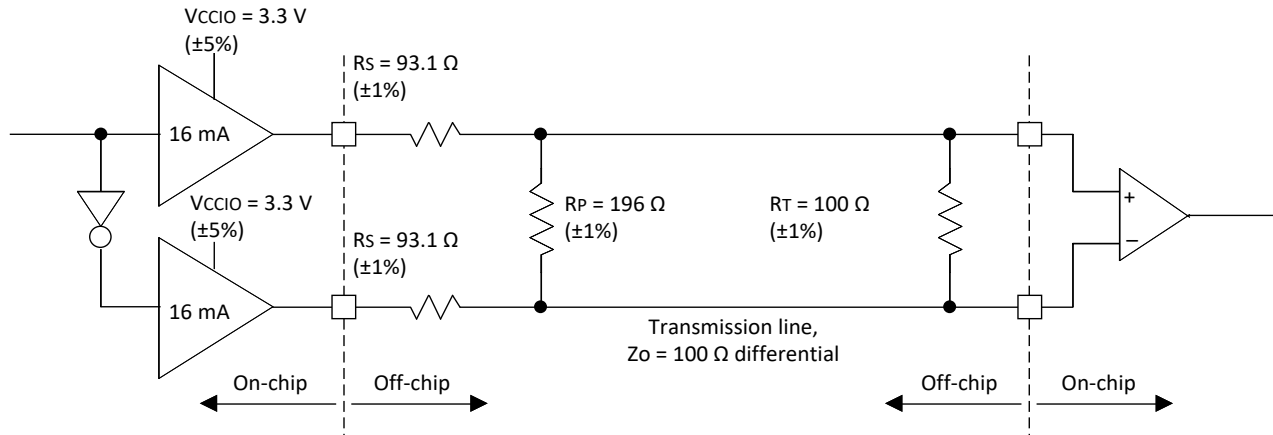 VCCIO = 3.3 V
(±5%)
RS = 93.1 Ω
(±1%)
16 mA
VCCIO = 3.3 V
(±5%)
RP = 196 Ω
(±1%)
RT = 100 Ω
(±1%)
+
−
RS = 93.1 Ω
(±1%)
16 mA
Transmission line,
Zo = 100 Ω differential
On-chip
Off-chip
Off-chip
On-chip